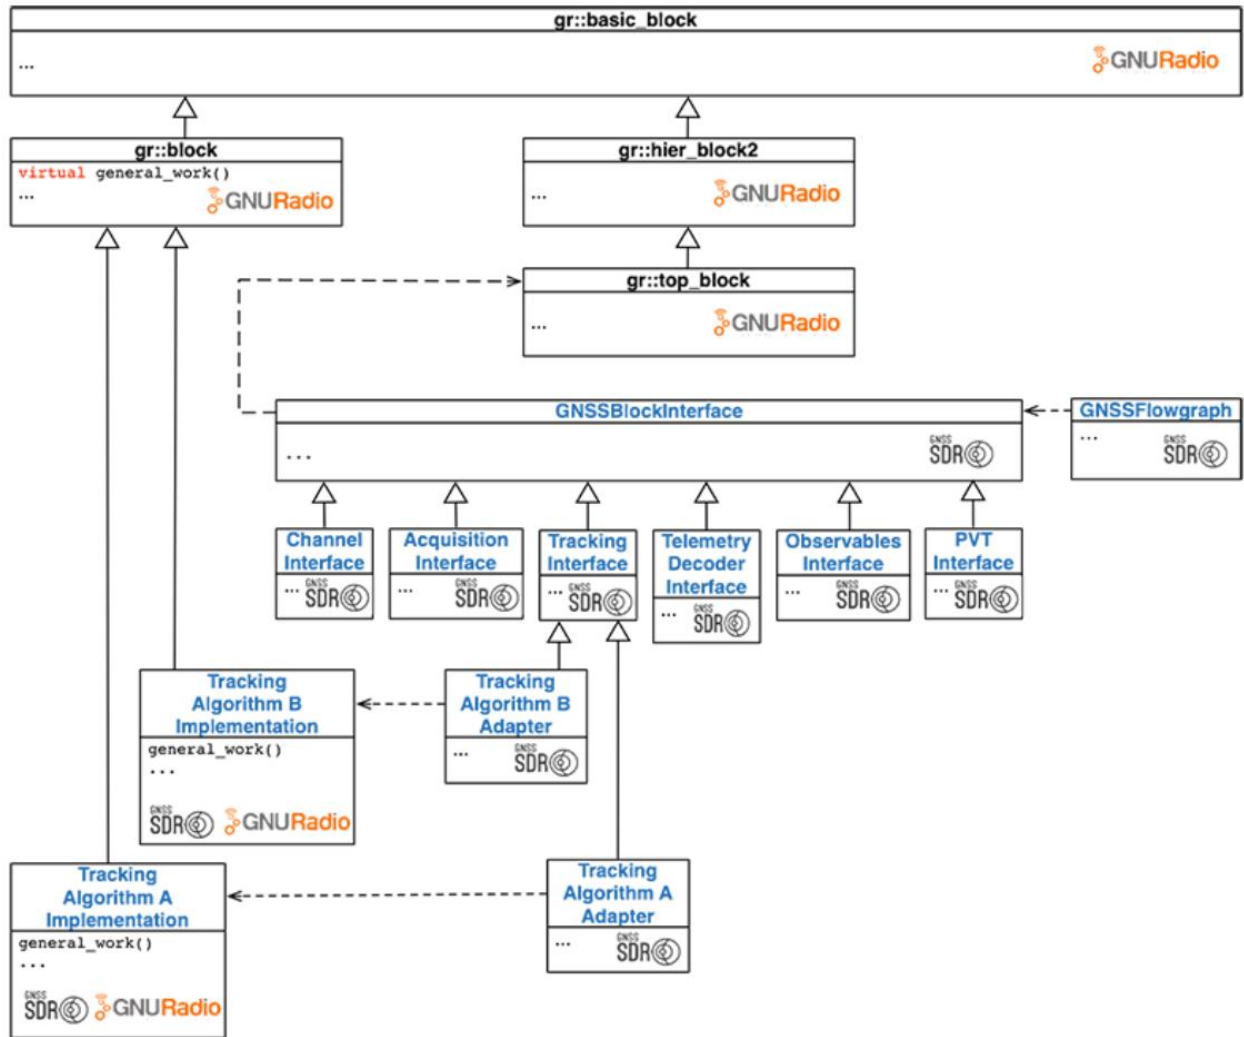 gr::basic_block
...
GNURadio
gr::block
virtual general_work()
...
GNURadio
gr::hier_block2
...
GNURadio
gr::top_block
...
GNURadio
GNSSBlockInterface
...
GNSS
SDR
GNSSFlowgraph
...
GNSS
SDR
Channel
Interface
...
GNSS
SDR
Acquisition
Interface
...
GNSS
SDR
Tracking
Interface
...
GNSS
SDR
Telemetry
Decoder
Interface
...
GNSS
SDR
Observables
Interface
...
GNSS
SDR
PVT
Interface
...
GNSS
SDR
Tracking
Algorithm B
Implementation
general_work()
...
GNSS
SDR
GNURadio
Tracking
Algorithm B
Adapter
...
GNSS
SDR
Tracking
Algorithm A
Implementation
general_work()
...
GNSS
SDR
GNURadio
Tracking
Algorithm A
Adapter
...
GNSS
SDR